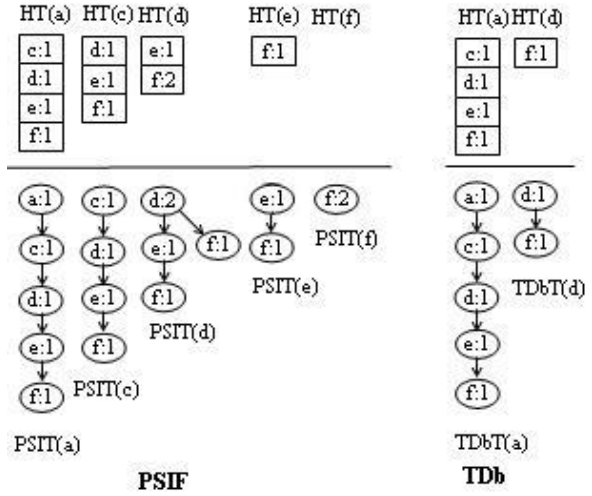 HT(a) HT(c) HT(d) HT(e) HT(f) HT(a) HT(d)
c:1 d:1 e:1 f:1 c:1 f:1
d:1 e:1 f:2 d:1
e:1 f:1 e:1
f:1 f:1
a:1 c:1 d:2 e:1 f:2 a:1 d:1
c:1 d:1 e:1 f:1 f:1 PSIT(f) c:1 f:1
d:1 e:1 f:1 PSIT(e) d:1 TDbT(d)
PSIT(d)
e:1 f:1 e:1
f:1 PSIT(c) f:1
PSIT(a) TDbT(a)
PSIF TDb